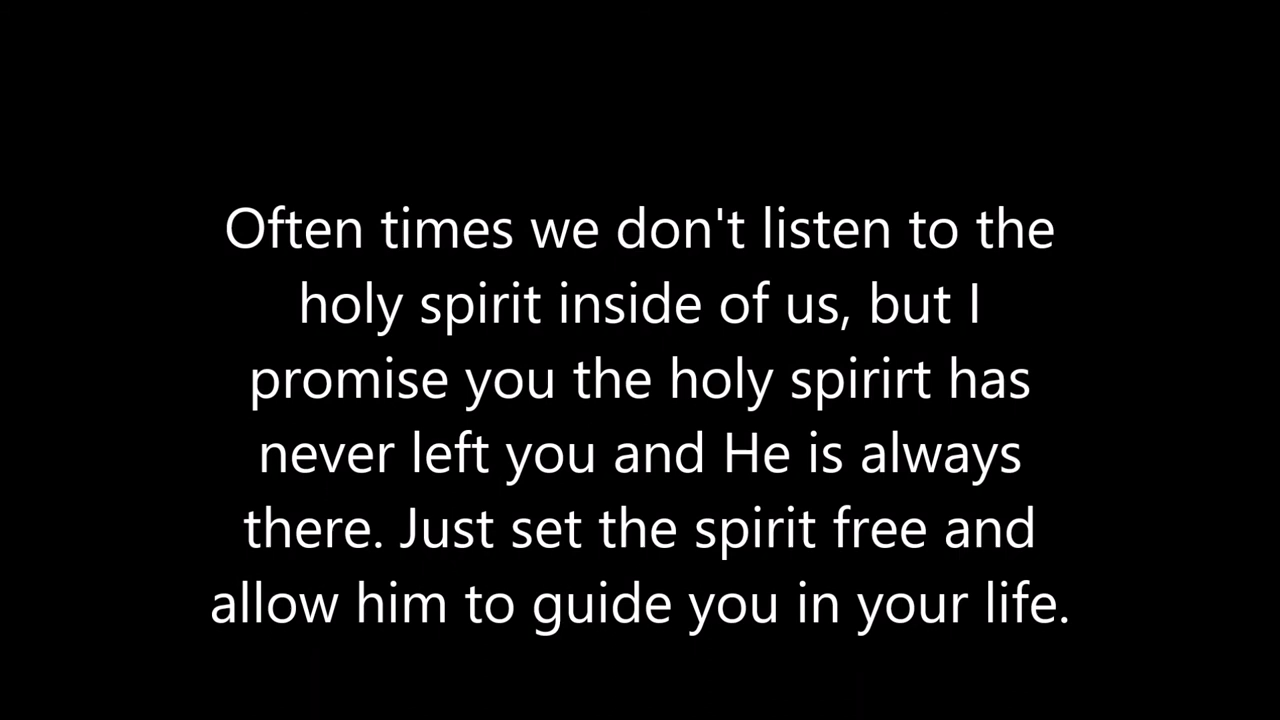 Often times we don't listen to the
holy spirit inside of us, but I
promise you the holy spirirt has
never left you and He is always
there. Just set the spirit free and
allow him to guide you in your life.